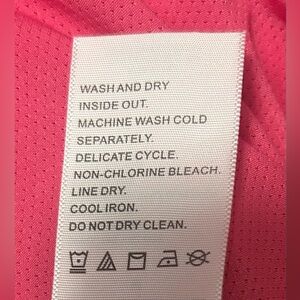 WASH AND DRY
INSIDE OUT.
MACHINE WASH COLD
SEPARATELY.
DELICATE CYCLE.
NON-CHLORINE BLEACH.
LINE DRY.
COOL IRON.
DO NOT DRY CLEAN.